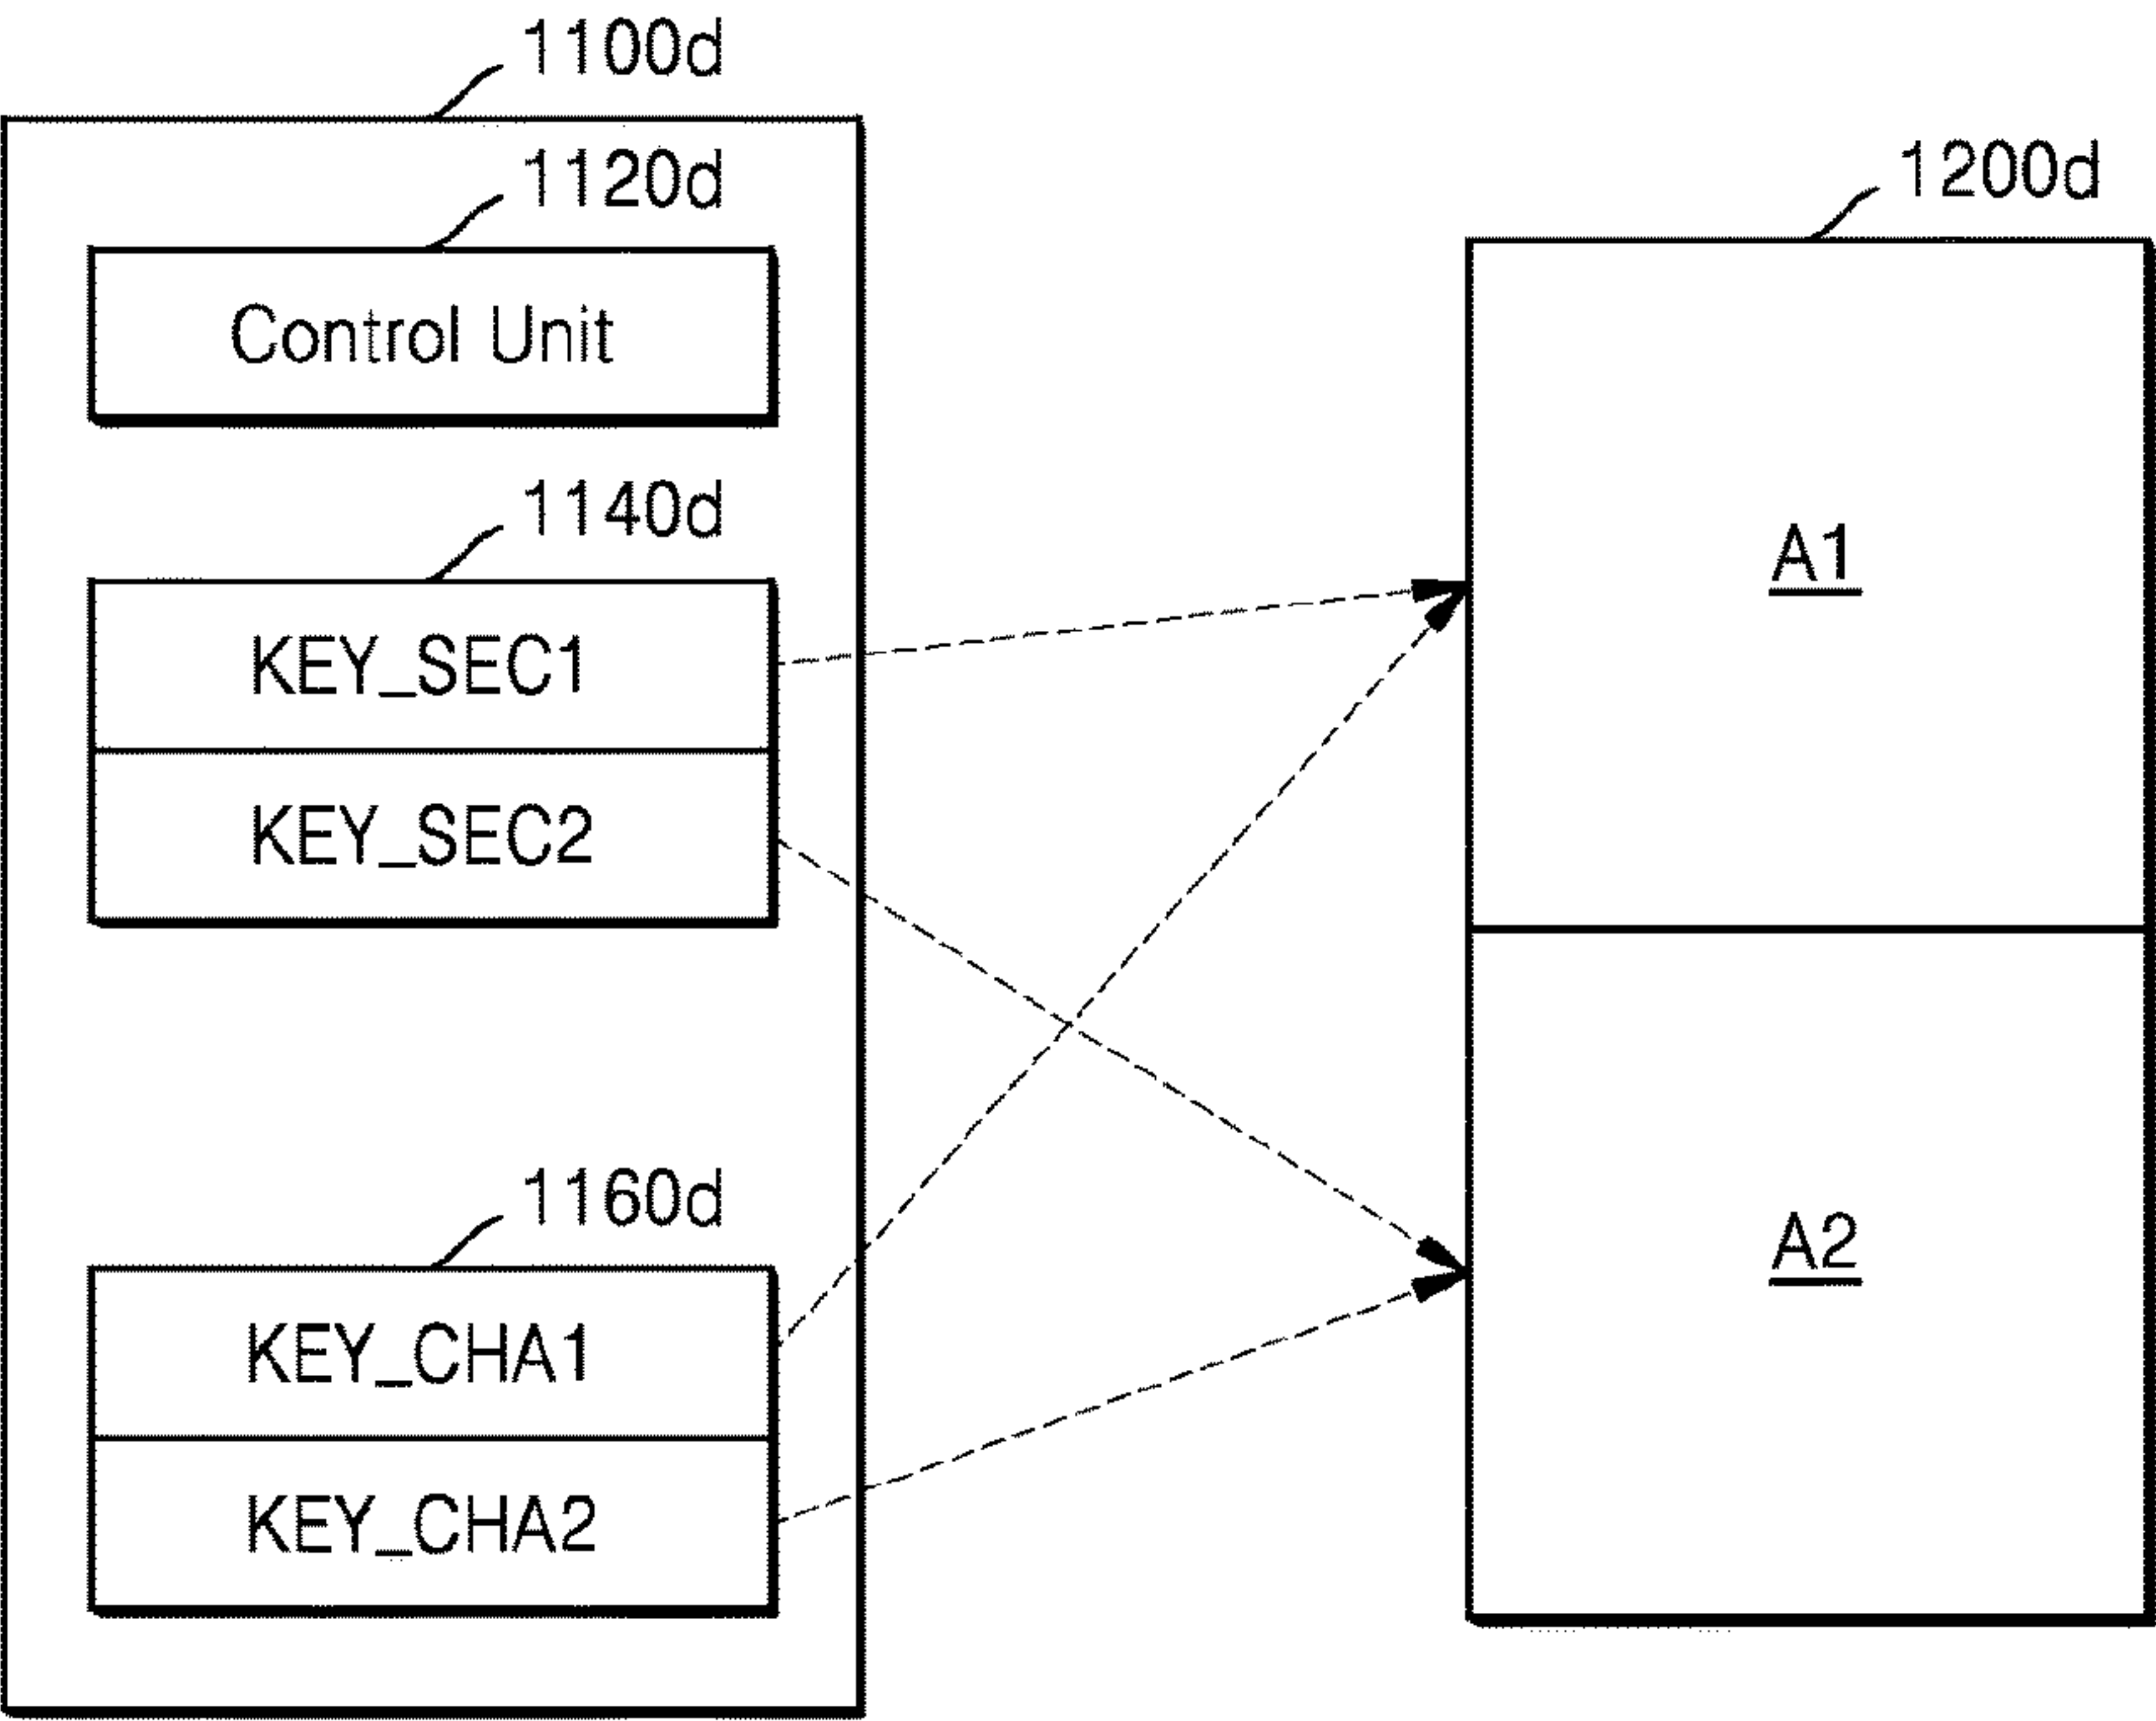 1100d
1120d
Control Unit
1140d
KEY_SEC1
KEY_SEC2
1160d
KEY_CHA1
KEY_CHA2
1200d
A1
A2